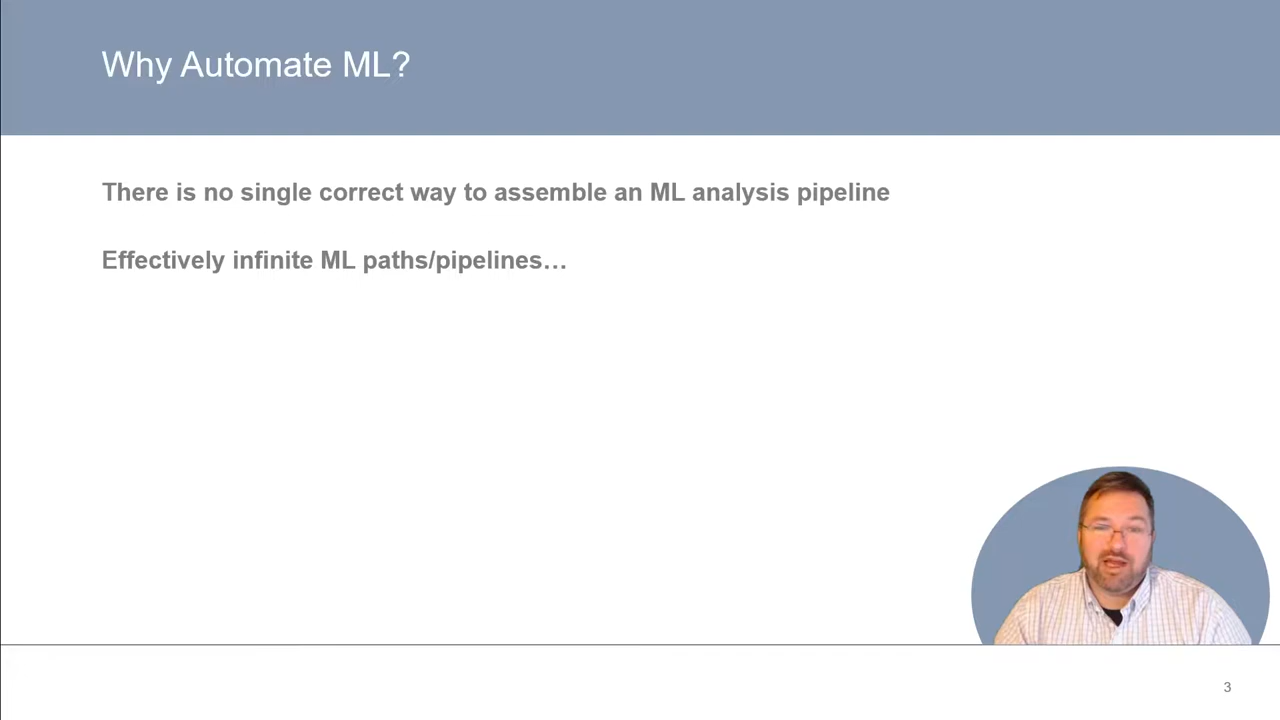 Why Automate ML?
There is no single correct way to assemble an ML analysis pipeline
Effectively infinite ML paths/pipelines…
3